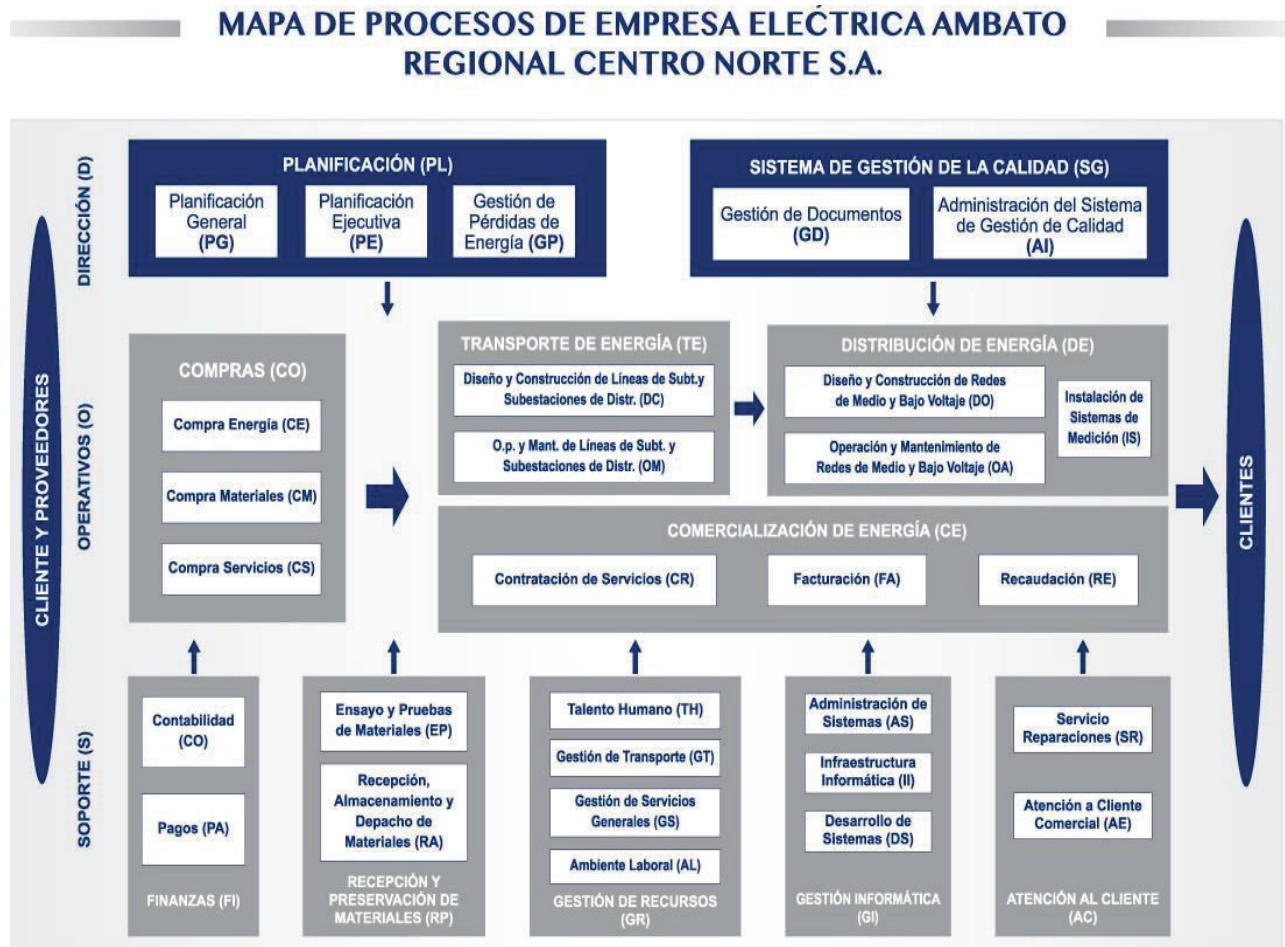 MAPA DE PROCESOS DE EMPRESA ELÉCTRICA AMBATO
REGIONAL CENTRO NORTE S.A.
CLIENTE Y PROVEEDORES
DIRECCIÓN (D)
PLANIFICACIÓN (PL)
Planificación
General
(PG)
Planificación
Ejecutiva
(PE)
Gestión de
Pérdidas de
Energía (GP)
SISTEMA DE GESTIÓN DE LA CALIDAD (SG)
Gestión de Documentos
(GD)
Administración del Sistema
de Gestión de Calidad
(AI)
OPERATIVOS (O)
COMPRAS (CO)
Compra Energía (CE)
Compra Materiales (CM)
Compra Servicios (CS)
TRANSPORTE DE ENERGÍA (TE)
Diseño y Construcción de Líneas de Subt.y
Subestaciones de Distr. (DC)
O.p. y Mant. de Líneas de Subt. y
Subestaciones de Distr. (OM)
DISTRIBUCIÓN DE ENERGÍA (DE)
Diseño y Construcción de Redes
de Medio y Bajo Voltaje (DO)
Operación y Mantenimiento de
Redes de Medio y Bajo Voltaje (OA)
Instalación de
Sistemas de
Medición (IS)
COMERCIALIZACIÓN DE ENERGÍA (CE)
Contratación de Servicios (CR)
Facturación (FA)
Recaudación (RE)
CLIENTES
SOPORTE (S)
Contabilidad
(CO)
Pagos (PA)
FINANZAS (FI)
Ensayo y Pruebas
de Materiales (EP)
Recepción,
Almacenamiento y
Depacho de
Materiales (RA)
RECEPCIÓN Y
PRESERVACIÓN DE
MATERIALES (RP)
Talento Humano (TH)
Gestión de Transporte (GT)
Gestión de Servicios
Generales (GS)
Ambiente Laboral (AL)
GESTIÓN DE RECURSOS
(GR)
Administración de
Sistemas (AS)
Infraestructura
Informática (II)
Desarrollo de
Sistemas (DS)
GESTIÓN INFORMÁTICA
(GI)
Servicio
Reparaciones (SR)
Atención a Cliente
Comercial (AE)
ATENCIÓN AL CLIENTE
(AC)